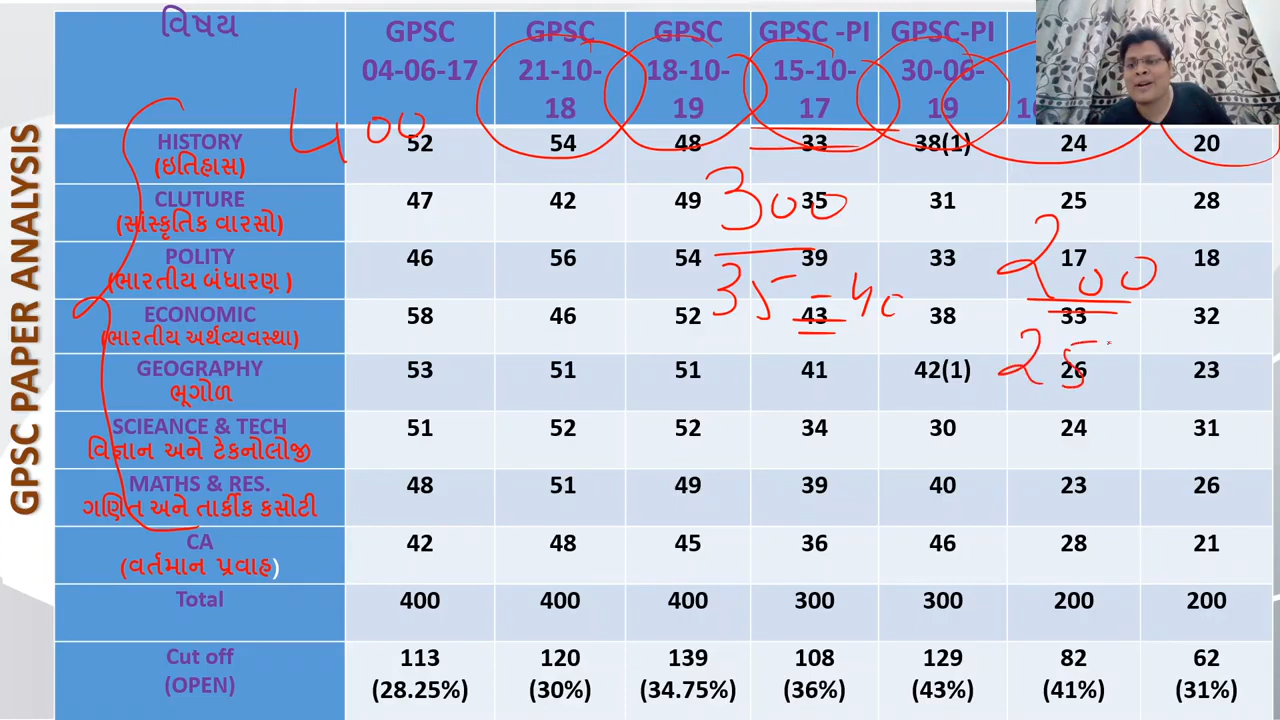 GPSC PAPER ANALYSIS
વિષય
GPSC
04-06-17
GPSC
21-10-
18
GPSC
18-10-
19
GPSC -PI
15-10-
17
GPSC-PI
30-06-
19
HISTORY
(ઇતિહાસ)
52 54 48 33 38(1) 24 20
CLUTURE
(સાંસ્કૃતિક વારસો)
47 42 49 35 31 25 28
POLITY
(ભારતીય બંધારણ )
46 56 54 39 33 17 18
ECONOMIC
(ભારતીય અર્થવ્યવસ્થા)
58 46 52 43 38 33 32
GEOGRAPHY
ભૂગોળ
53 51 51 41 42(1) 26 23
SCIEANCE & TECH
વિજ્ઞાન અને ટેકનોલોજી
51 52 52 34 30 24 31
MATHS & RES.
ગણિત અને તાર્કીક કસોટી
48 51 49 39 40 23 26
CA
(વર્તમાન પ્રવાહ)
42 48 45 36 46 28 21
Total
400 400 400 300 300 200 200
Cut off
(OPEN)
113 120 139 108 129 82 62
(28.25%) (30%) (34.75%) (36%) (43%) (41%) (31%)
400
300
35-40
200
25